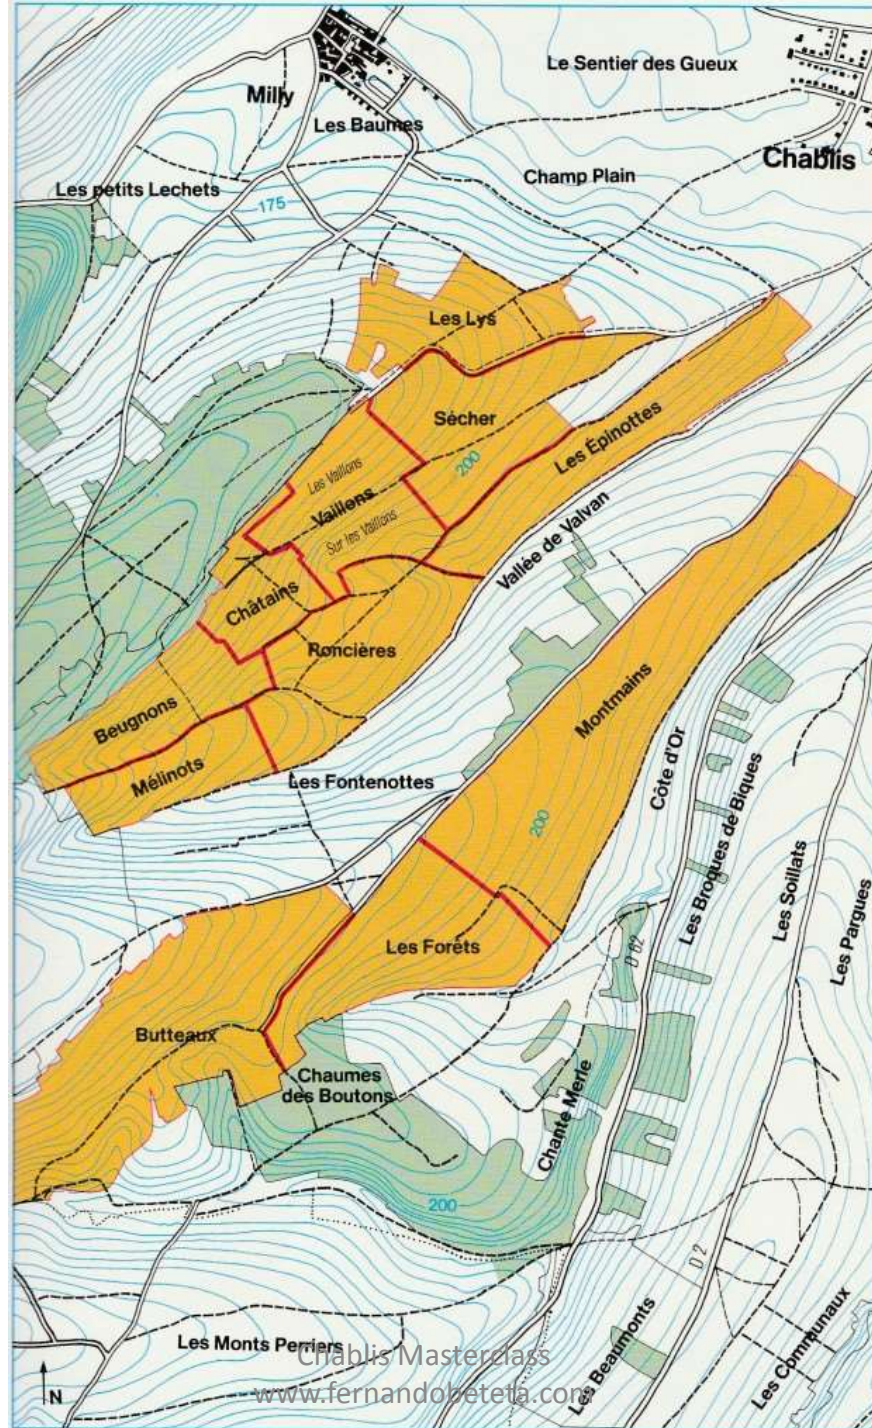 Le Sentier des Gueux
Milly
Les Baumes
Chablis
Champ Plain
Les petits Lechets
175
Les Lys
Sécher
Les Épinottes
200
Les Vaillons
Vaillons
Sur les Vaillons
Vallée de Valvan
Châtains
Roncières
Montmains
Beugnons
Mélinots
Les Fontenottes
Côte d'Or
200
Les Broques de Biques
Les Soillats
Les Pargues
Les Forêts
D 62
Butteaux
Chaumes
des Boutons
Chante Merle
200
D 2
Les Monts Perriers
Les Beaumonts
Les Communaux
N
Chablis Masterclass
www.fernandobeteta.com